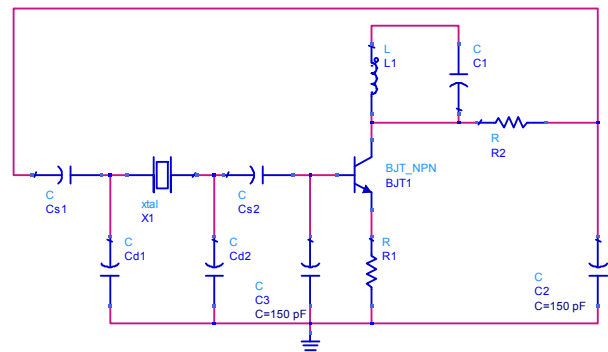 L
L1
C
C1
R
R2
BJT_NPN
BJT1
C
Cs1
xtal
X1
C
Cs2
C
Cd1
C
Cd2
C
C3
C=150 pF
R
R1
C
C2
C=150 pF